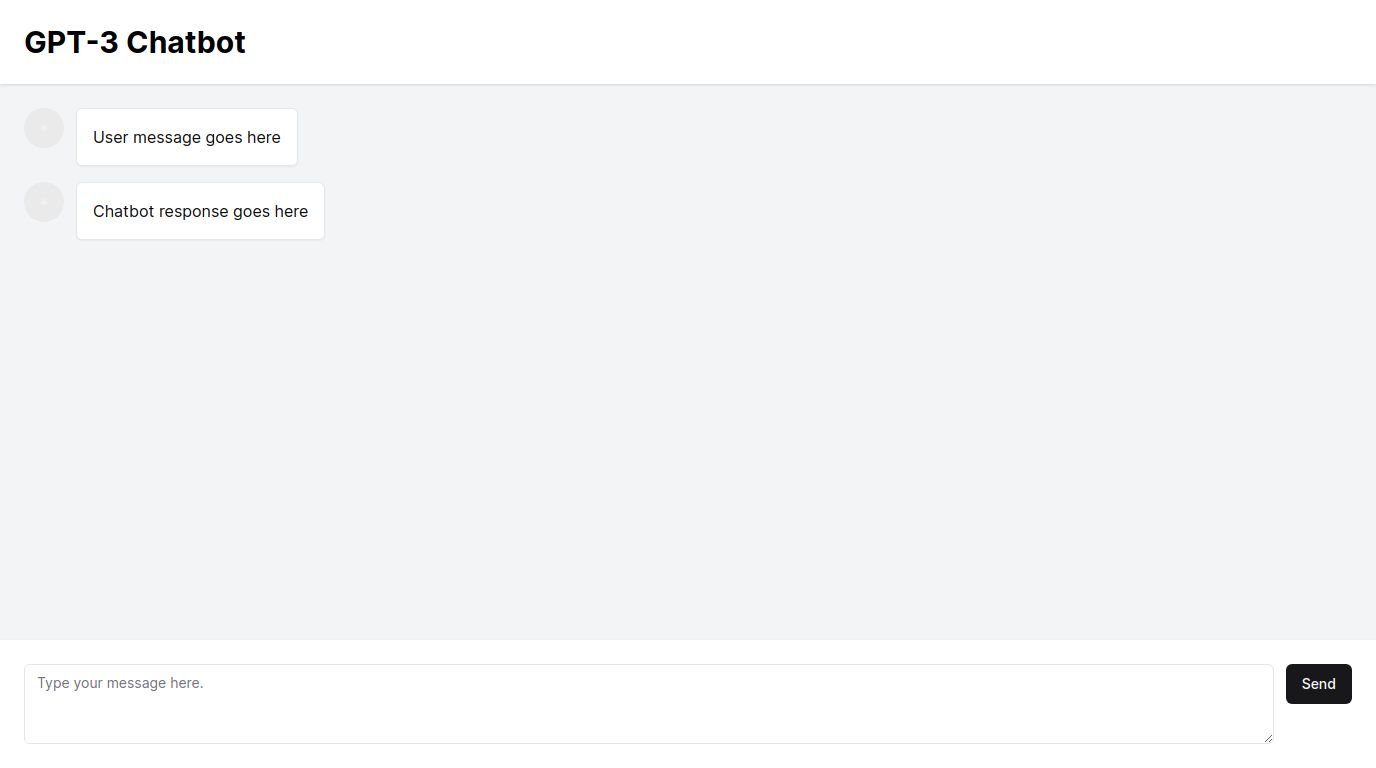 GPT-3 Chatbot
User message goes here
Chatbot response goes here
Type your message here.
Send